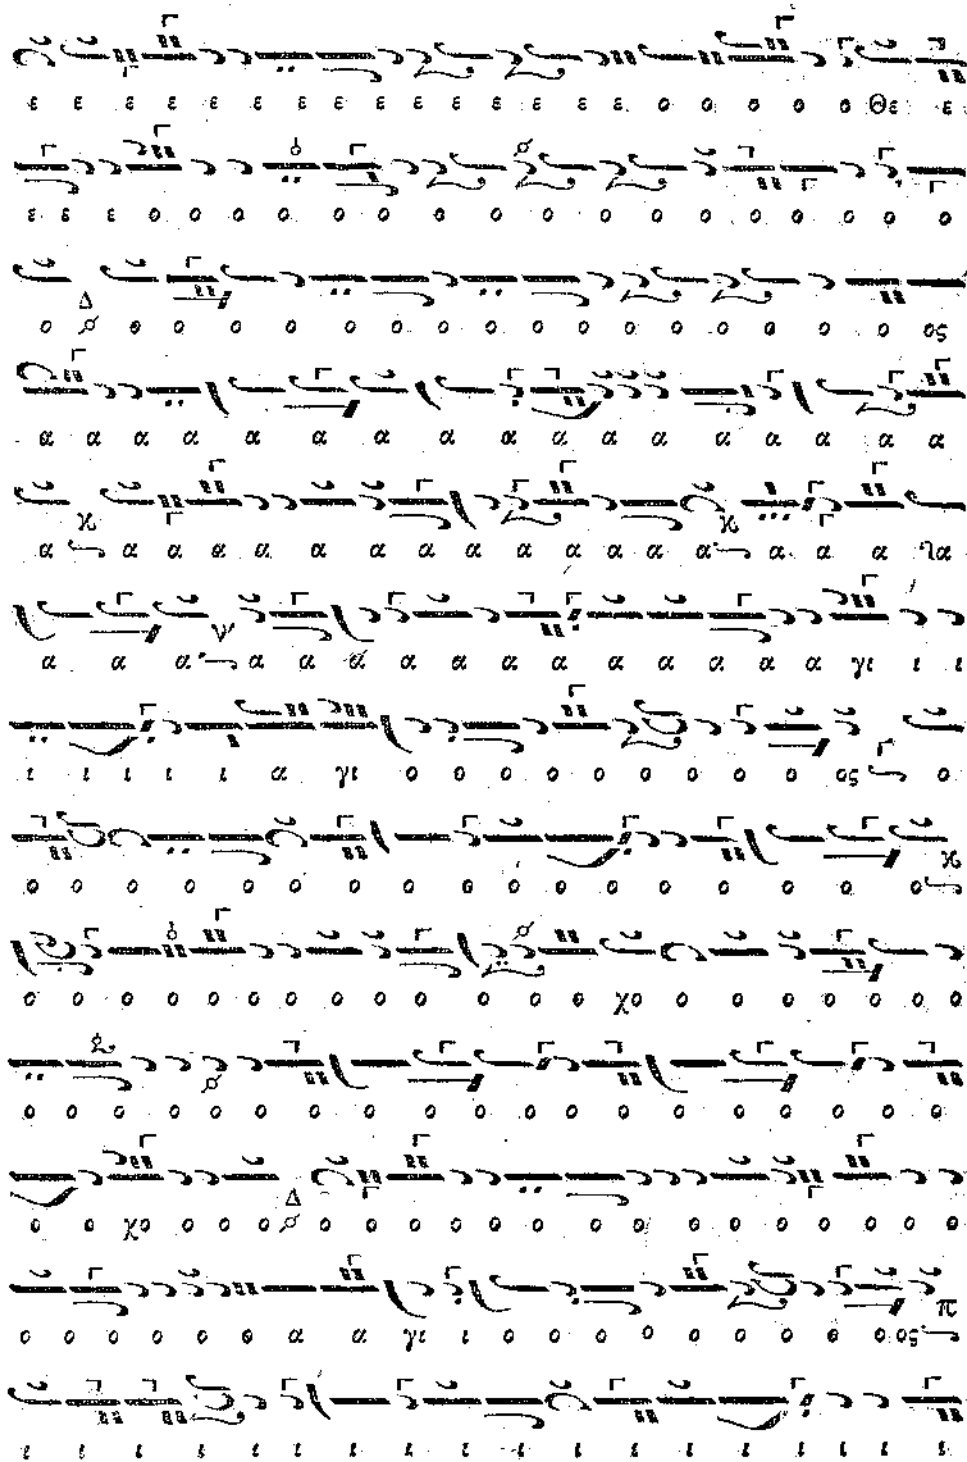 ε ε ε ε ε ε ε ε ε ε ε ε ε ε ε ο ο ο ο ο Θε ε
ε ε ε ο ο ο ο ο ο ο ο ο ο ο ο ο ο ο ο ο ο
ο Δ ο ο ο ο ο ο ο ο ο ο ο ο ο ο ο ο ος
α α α α α α α α α α α α α α α α α
α ϰ α α α α α α α α α α α α α ϰ α α α λα
α α α ν α α α α α α α α α α α α γι ι ι
ι ι ι ι ι α γι ο ο ο ο ο ο ο ο ο ος ο
ο ο ο ο ο ο ο ο ο ο ο ο ο ο ο ο ο ϰ
ο ο ο ο ο ο ο ο ο ο ο ο ο χο ο ο ο ο ο ο ο
ο ο ο ο ο ο ο ο ο ο ο ο ο ο ο ο ο ο ο
ο ο χο ο ο ο Δ ο ο ο ο ο ο ο ο ο ο ο ο ο ο ο
ο ο ο ο ο ο α α γι ι ο ο ο ο ο ο ο ο ο ος π
ι ι ι ι ι ι ι ι ι ι ι ι ι ι ι ι ι ι